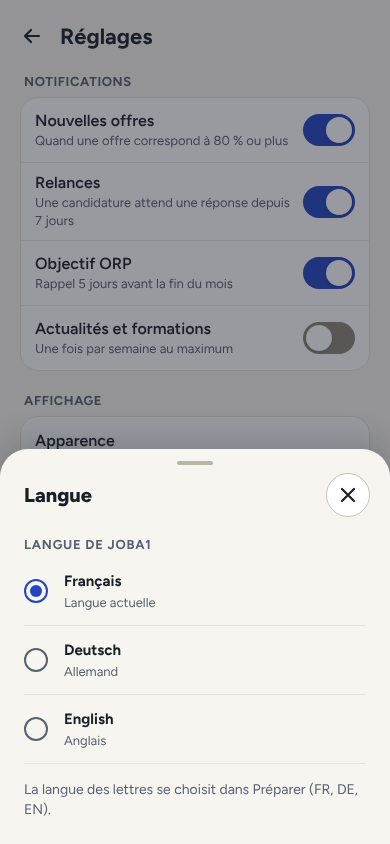 Réglages
NOTIFICATIONS
Nouvelles offres
Quand une offre correspond à 80 % ou plus
Relances
Une candidature attend une réponse depuis
7 jours
Objectif ORP
Rappel 5 jours avant la fin du mois
Actualités et formations
Une fois par semaine au maximum
AFFICHAGE
Apparence
Langue
LANGUE DE JOBA1
Français
Langue actuelle
Deutsch
Allemand
English
Anglais
La langue des lettres se choisit dans Préparer (FR, DE,
EN).